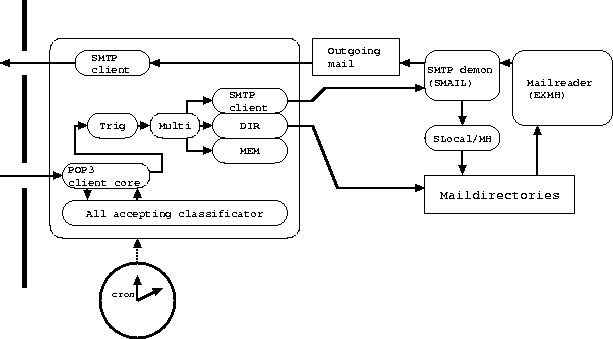 Outgoing
mail
SMTP
client
SMTP demon
(SMAIL)
Mailreader
(EXMH)
SMTP
client
Trig
Multi
DIR
SLocal/MH
MEM
POP3
client core
Maildirectories
All accepting classificator
cron